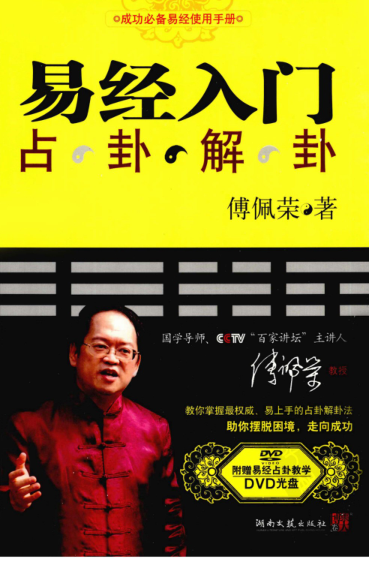 成功必备易经使用手册
易经入门
占·卦·解·卦
傅佩荣 著
国学导师、CCTV“百家讲坛”主讲人
傅佩荣 教授
教你掌握最权威、易上手的占卦解卦法
助你摆脱困境，走向成功
DVD
VIDEO
附赠易经占卦教学
DVD光盘
湖南文艺出版社